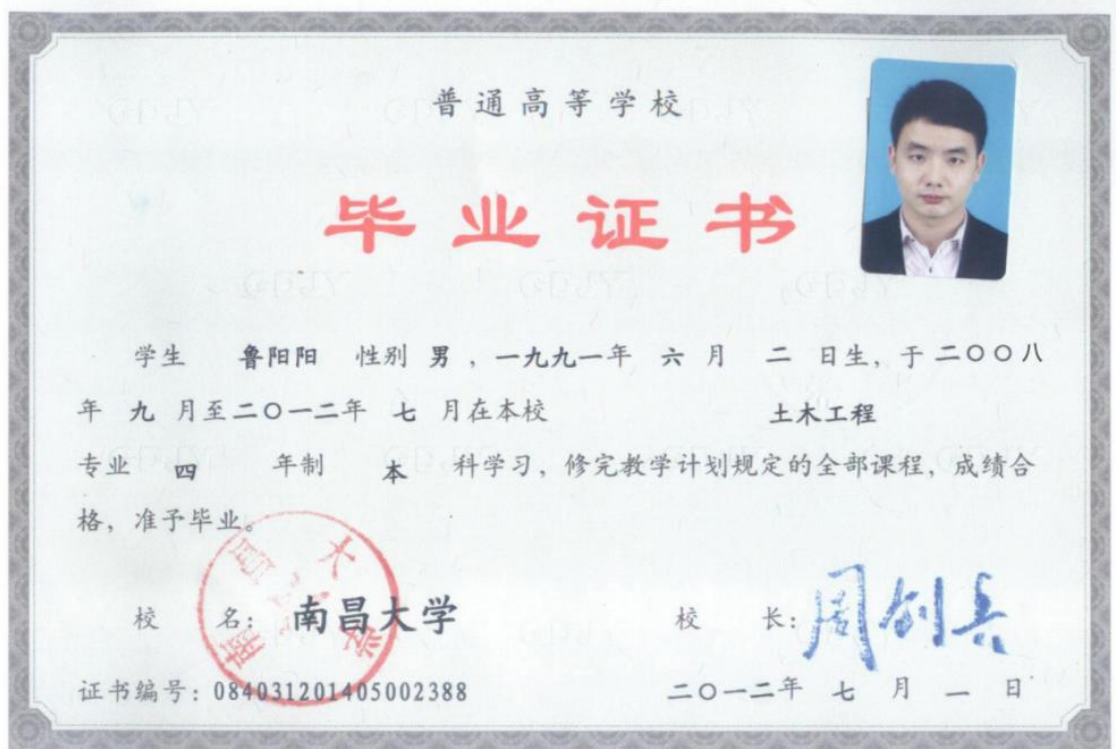 普通高等学校
毕业证书
学生 鲁阳阳 性别 男，一九九一年 六 月 二 日生，于二〇〇八
年 九 月至二〇一二年 七 月在本校 土木工程
专业 四 年制 本 科学习，修完教学计划规定的全部课程，成绩合
格，准予毕业。
校 名：南昌大学 校 长：
证书编号：084031201405002388 二〇一二年 七 月 一 日